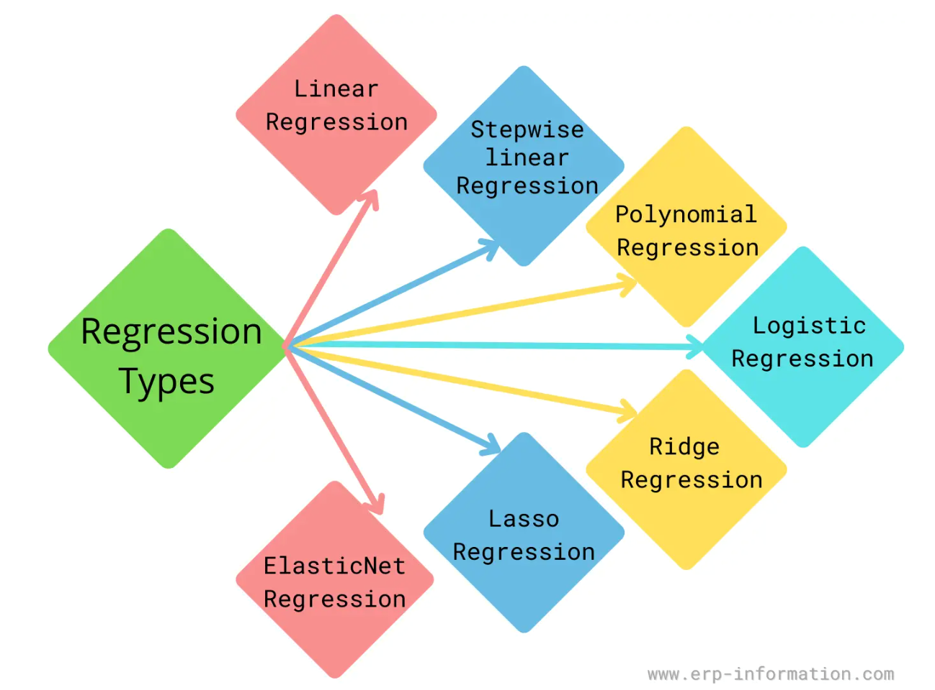 Regression
Types
Linear
Regression
Stepwise
linear
Regression
Polynomial
Regression
Logistic
Regression
Ridge
Regression
Lasso
Regression
ElasticNet
Regression
www.erp-information.com